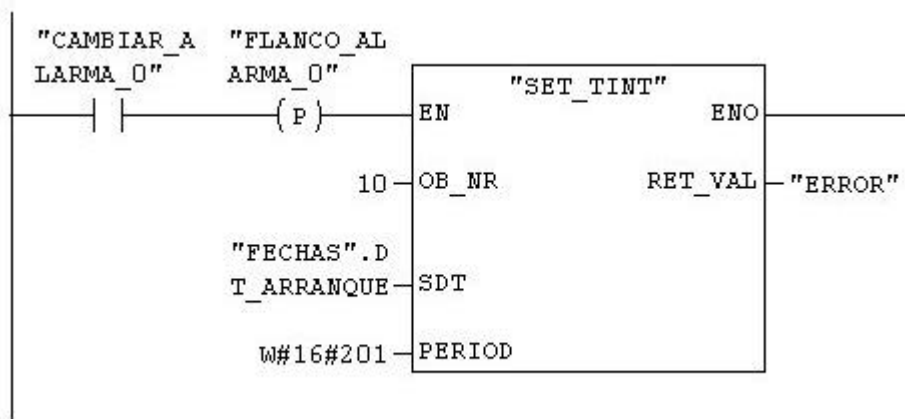 "CAMBIAR_A
LARMA_0"
"FLANCO_AL
ARMA_0"
P
"SET_TINT"
EN
ENO
10
OB_NR
RET_VAL
"ERROR"
"FECHAS".D
T_ARRANQUE
SDT
W#16#201
PERIOD